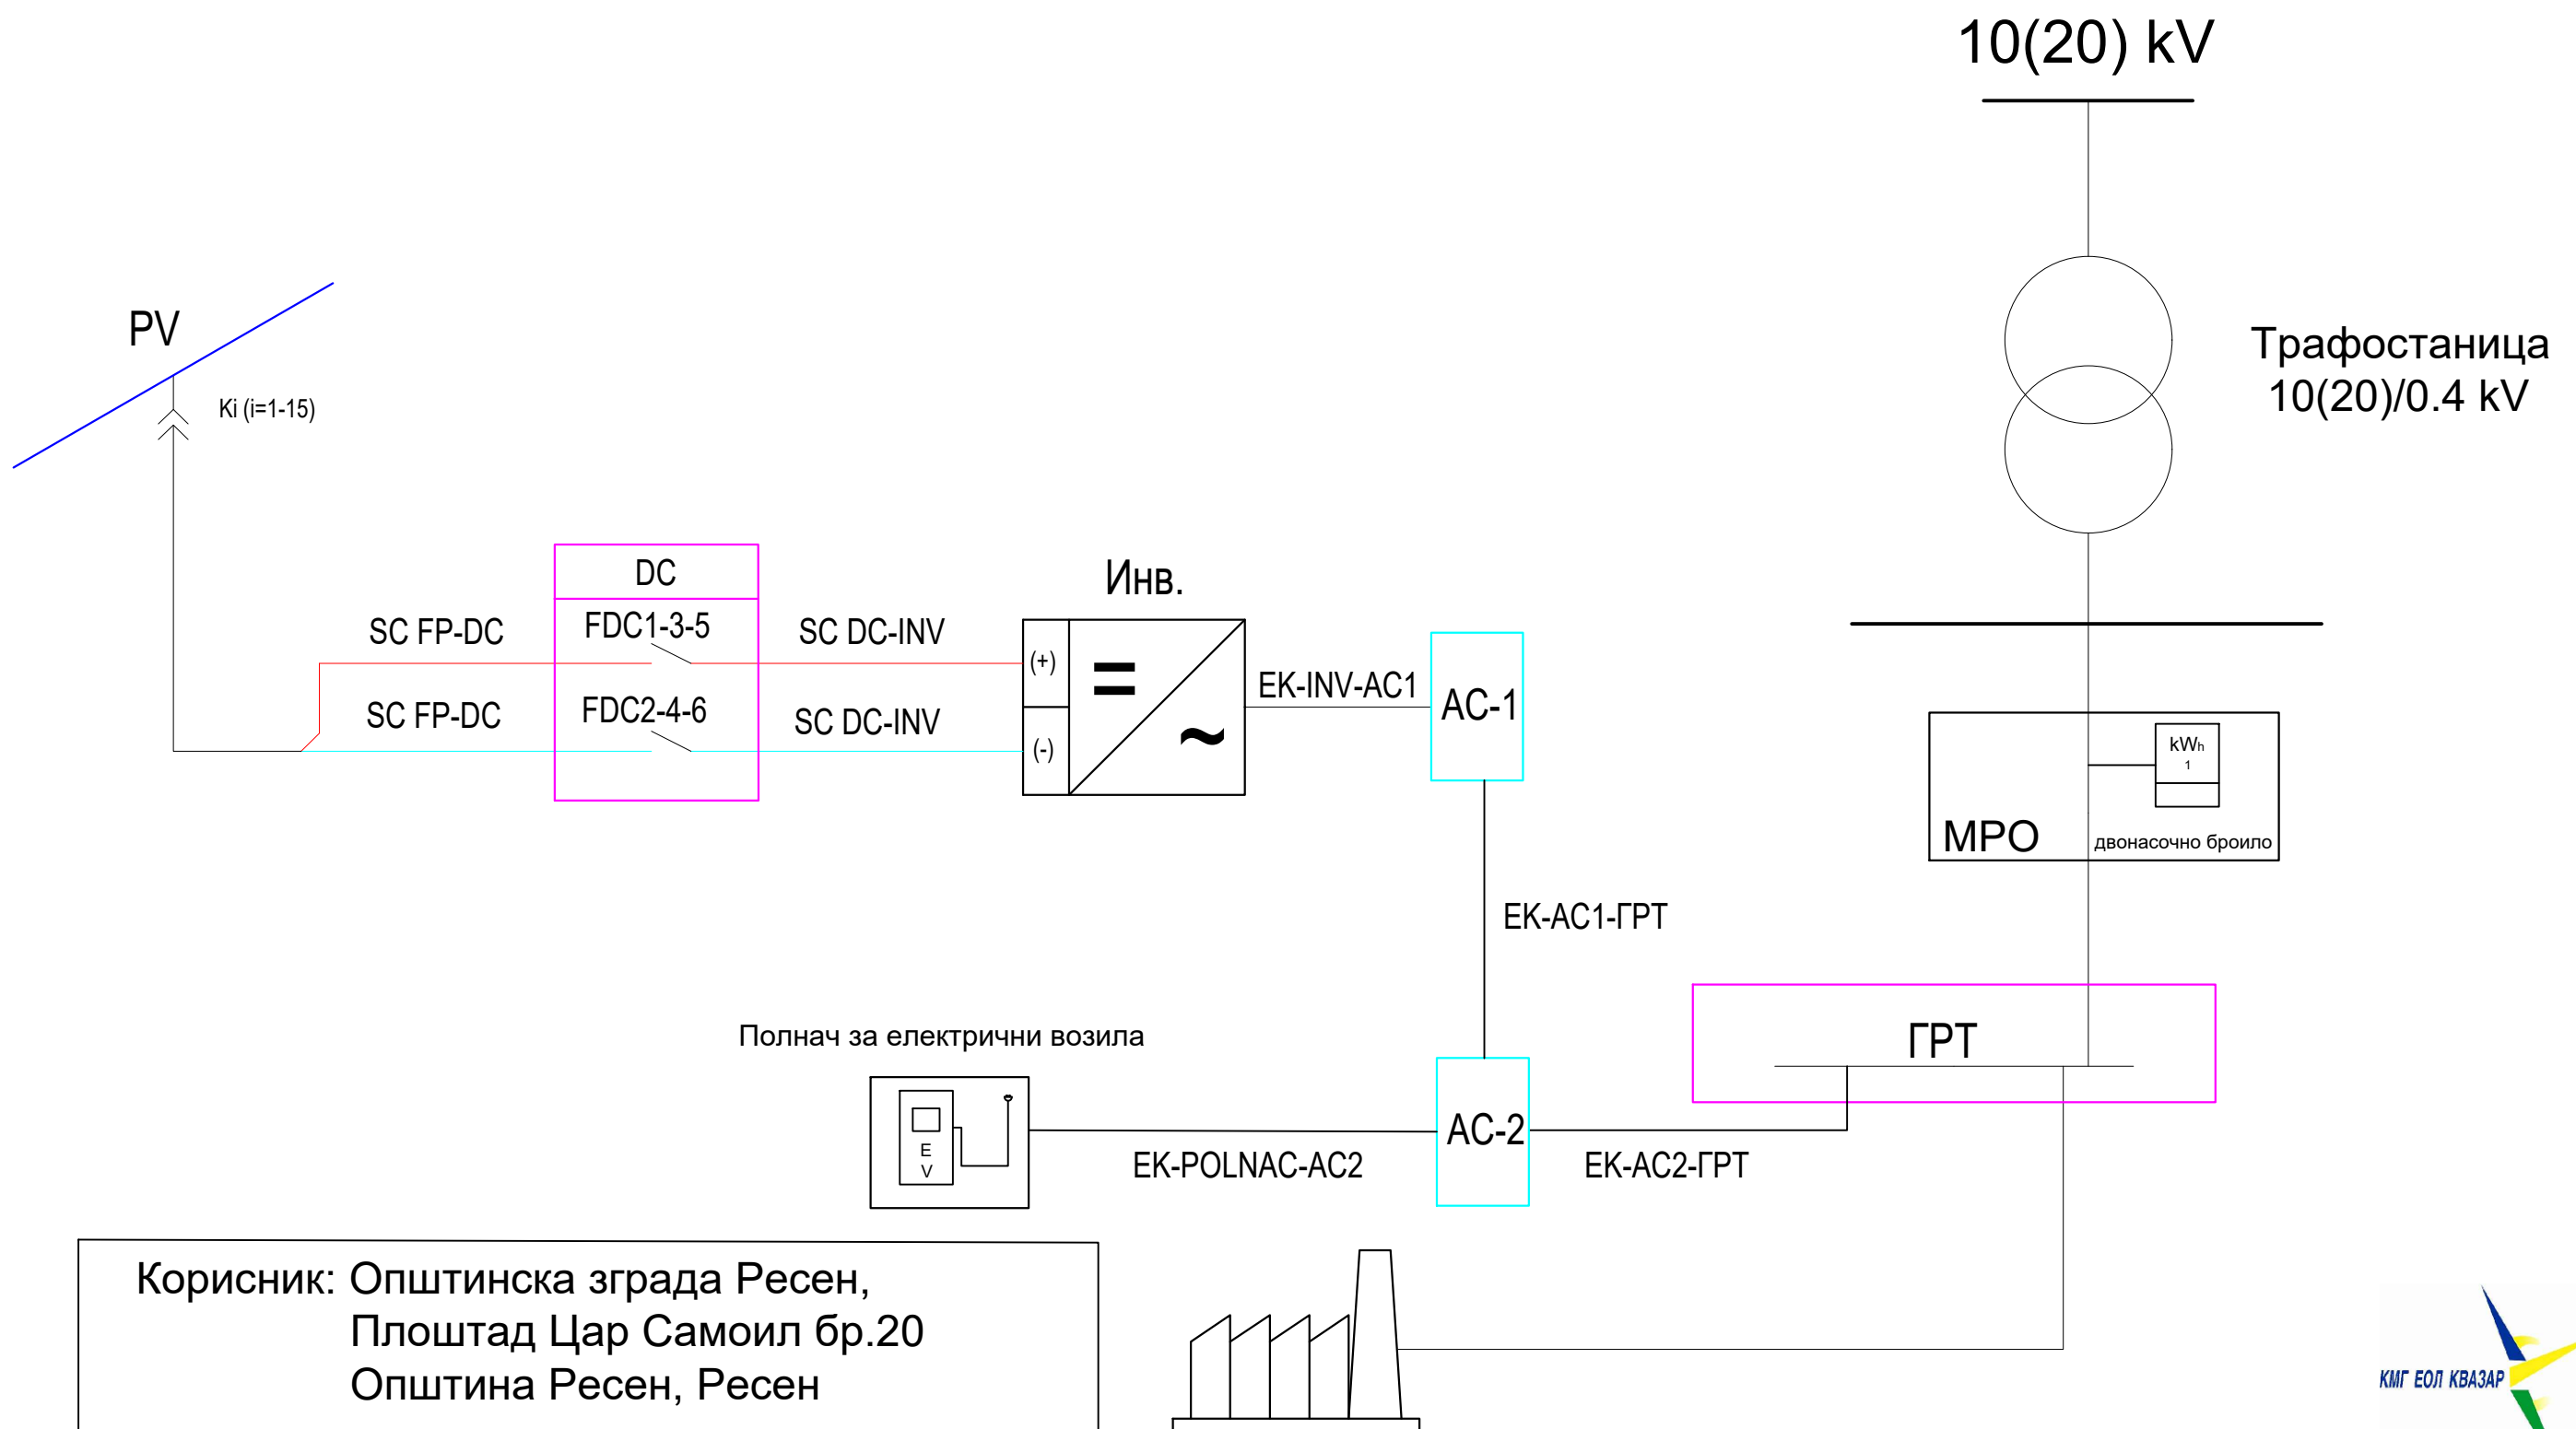 10(20) kV
PV
Ki (i=1-15)
Трафостаница
10(20)/0.4 kV
DC
Инв.
SC FP-DC
FDC1-3-5
SC DC-INV
(+)
=
EK-INV-AC1
AC-1
SC FP-DC
FDC2-4-6
SC DC-INV
(-)
~
kWh
1
МРО
двонасочно броило
EK-AC1-ГРТ
Полнач за електрични возила
ГРТ
E
V
AC-2
EK-POLNAC-AC2
EK-AC2-ГРТ
Корисник: Општинска зграда Ресен,
Плоштад Цар Самоил бр.20
Општина Ресен, Ресен
КМГ ЕОЛ КВАЗАР